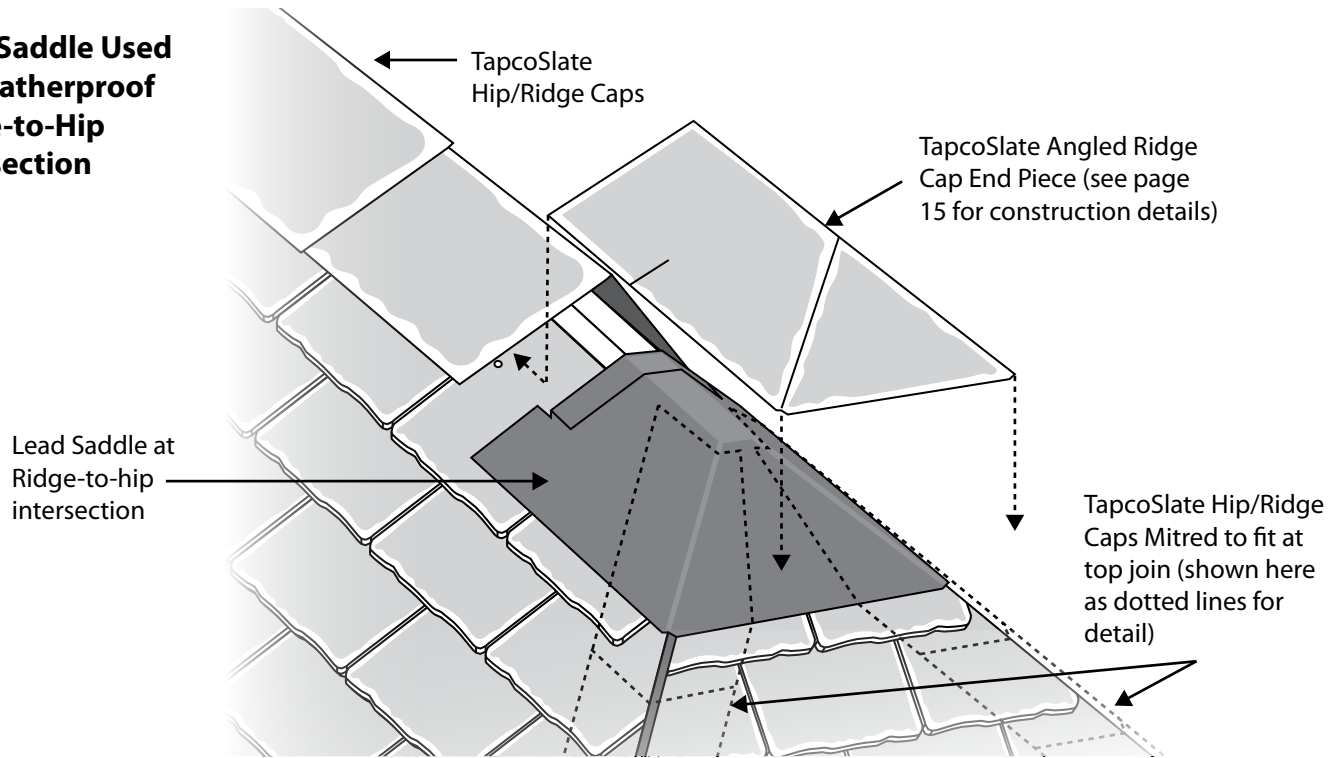 Saddle Used
atherproof
-to-Hip
section
TapcoSlate
Hip/Ridge Caps
TapcoSlate Angled Ridge
Cap End Piece (see page
15 for construction details)
Lead Saddle at
Ridge-to-hip
intersection
TapcoSlate Hip/Ridge
Caps Mitred to fit at
top join (shown here
as dotted lines for
detail)